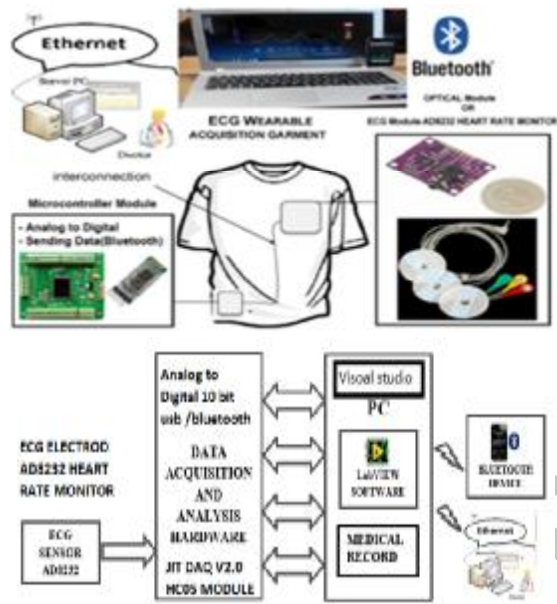 Ethernet
Server PC
Doctor
Bluetooth
ECG WEARABLE
ACQUISITION GARMENT
OPTICAL Module
OR
ECG Module AD8232 HEART RATE MONITOR
interconnection
Microcontroller Module
- Analog to Digital
- Sending Data(Bluetooth)
ECG ELECTROD
AD8232 HEART
RATE MONITOR
ECG
SENSOR
AD8232
Analog to
Digital 10 bit
usb /bluetooth
DATA
ACQUISITION
AND
ANALYSIS
HARDWARE
JIT DAQ V2.0
HC05 MODULE
Visoal studio
PC
LabVIEW
SOFTWARE
MEDICAL
RECORD
BLUETOOTH
DEVICE
Ethernet